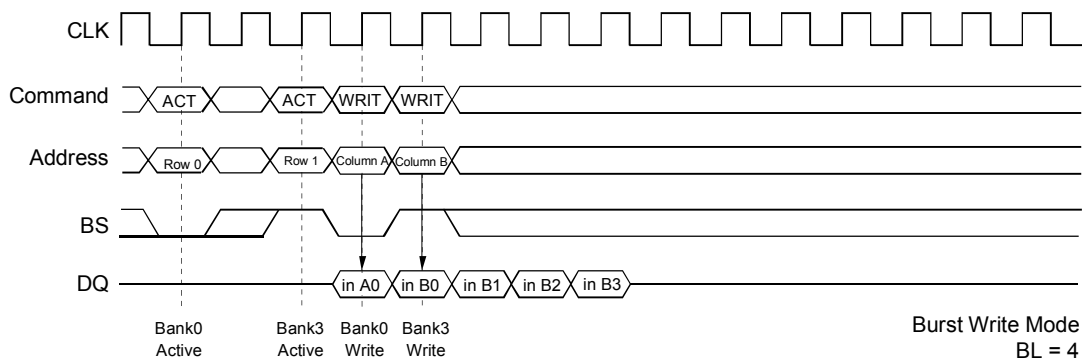 CLK
Command ACT ACT WRIT WRIT
Address Row 0 Row 1 Column A Column B
BS
DQ in A0 in B0 in B1 in B2 in B3
Bank0 Bank3 Bank0 Bank3
Active Active Write Write
Burst Write Mode
BL = 4